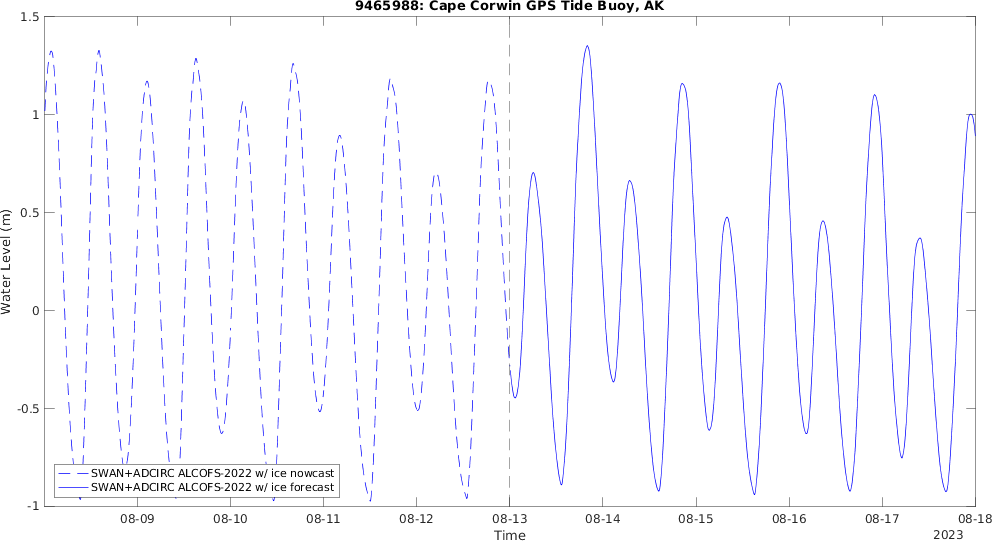 9465988: Cape Corwin GPS Tide Buoy, AK
1.5
1
0.5
0
-0.5
-1
Water Level (m)
SWAN+ADCIRC ALCOFS-2022 w/ ice nowcast
SWAN+ADCIRC ALCOFS-2022 w/ ice forecast
08-09 08-10 08-11 08-12 08-13 08-14 08-15 08-16 08-17 08-18
Time
2023